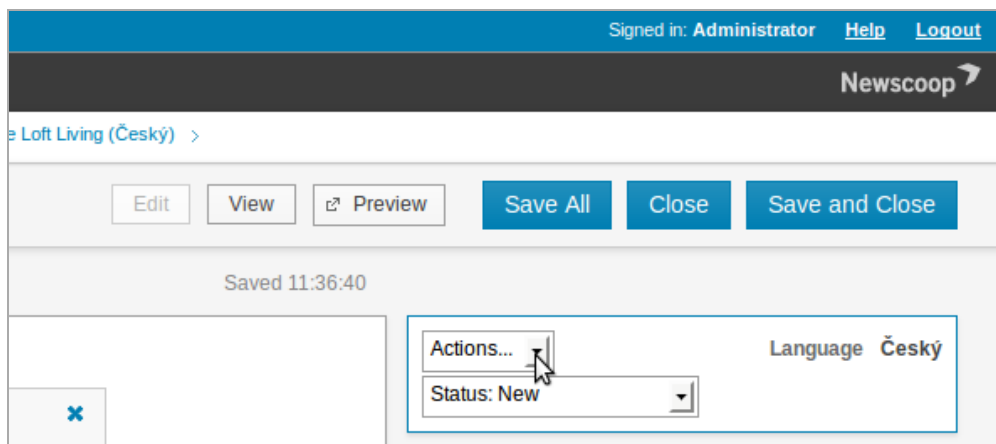 Signed in: Administrator Help Logout
Newscoop
e Loft Living (Český) >
Edit View Preview Save All Close Save and Close
Saved 11:36:40
Actions... Language Český
Status: New